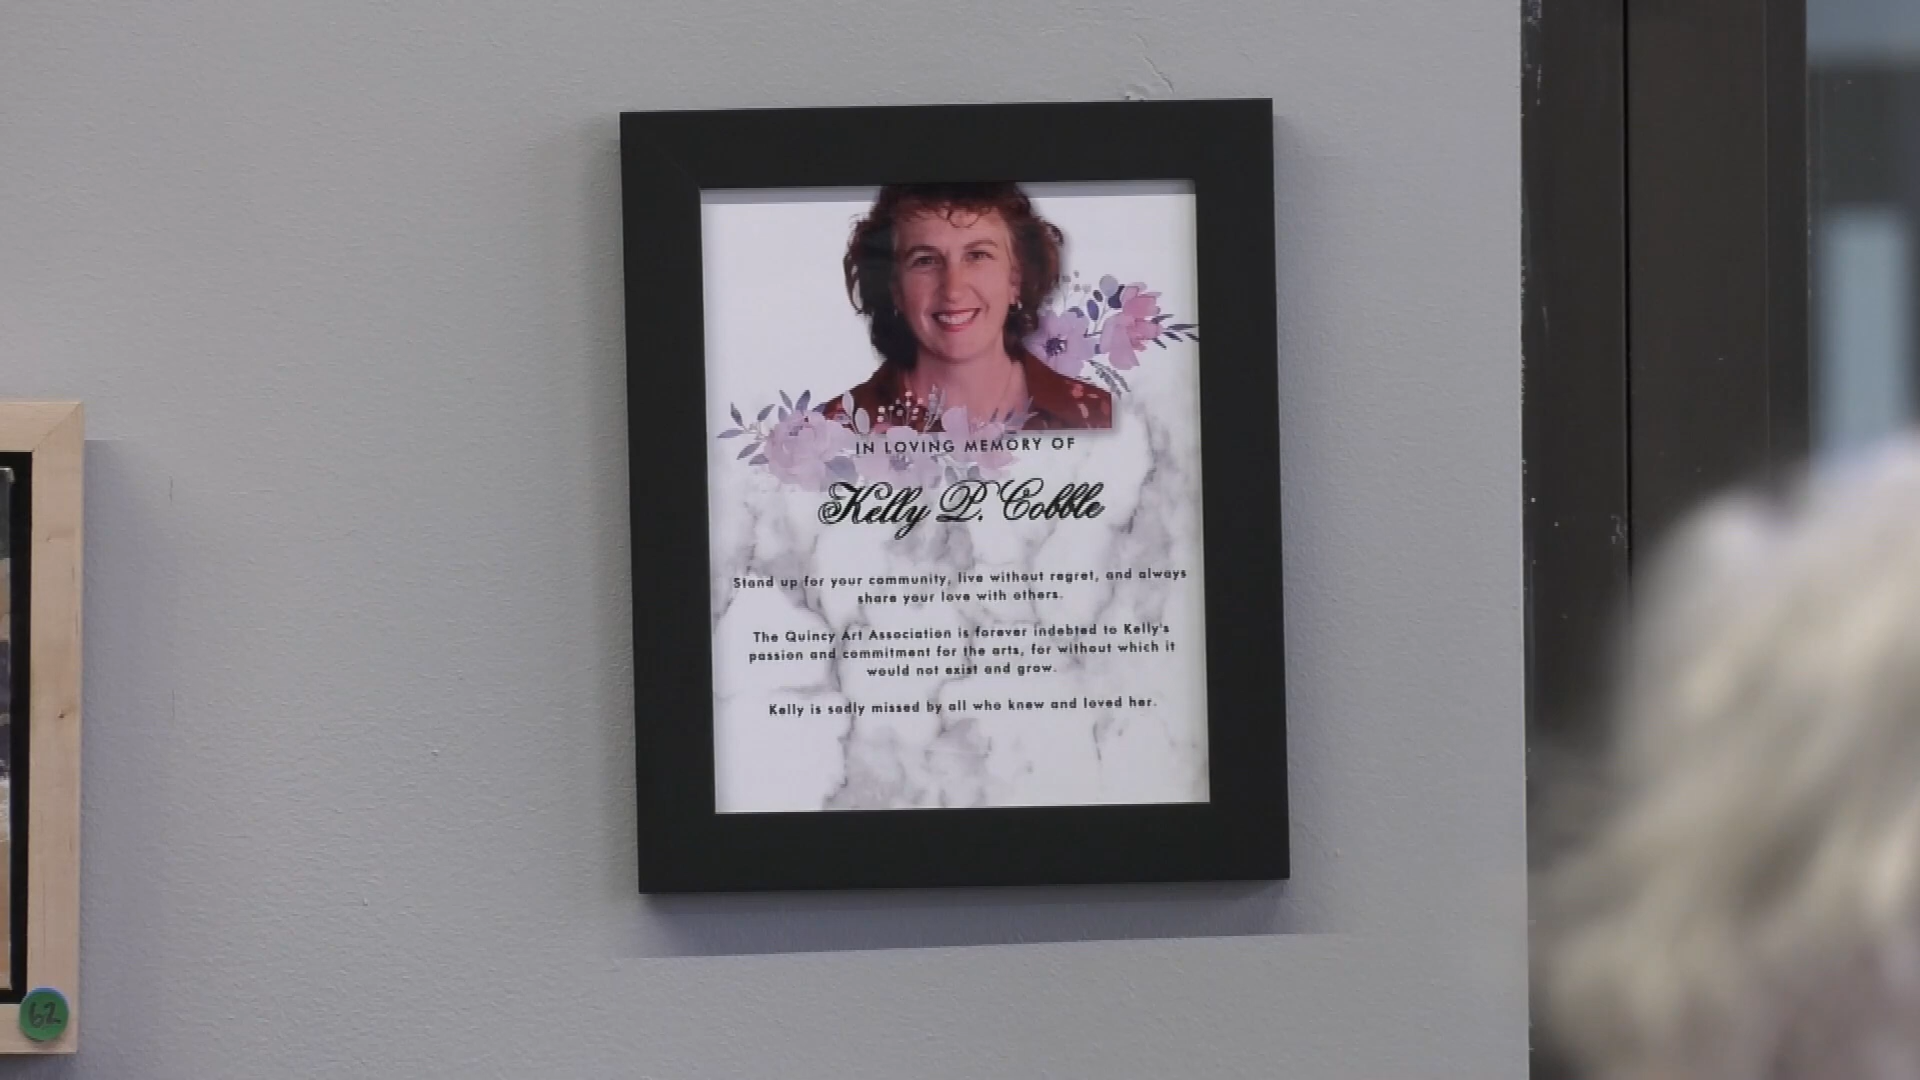 IN LOVING MEMORY OF
Kelly P. Cobble
Stand up for your community, live without regret, and always
share your love with others.
The Quincy Art Association is forever indebted to Kelly's
passion and commitment for the arts, for without which it
would not exist and grow.
Kelly is sadly missed by all who knew and loved her.
62